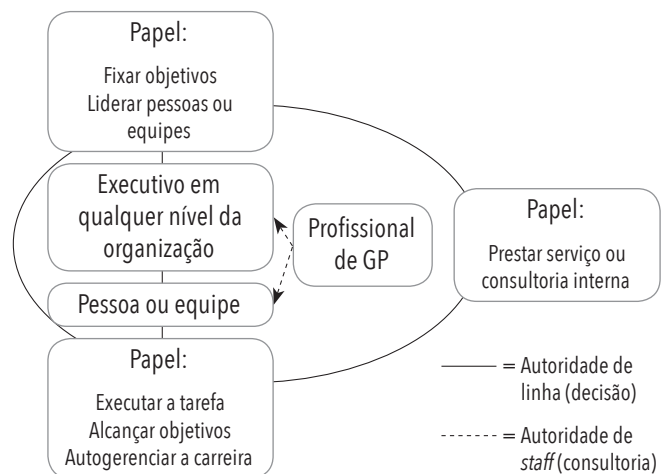 Papel:
Fixar objetivos
Liderar pessoas ou
equipes
Executivo em
qualquer nível da
organização
Profissional
de GP
Papel:
Prestar serviço ou
consultoria interna
Pessoa ou equipe
Papel:
Executar a tarefa
Alcançar objetivos
Autogerenciar a carreira
= Autoridade de
linha (decisão)
= Autoridade de
staff (consultoria)